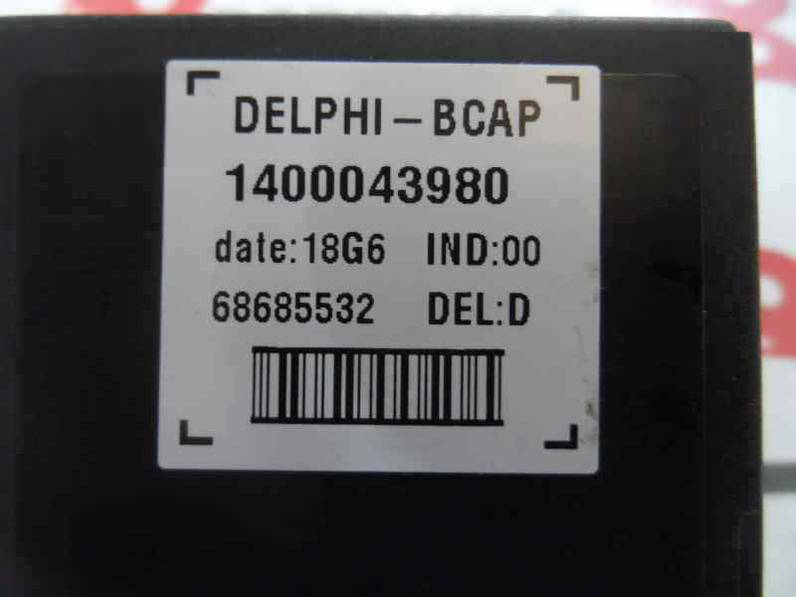 DELPHI-BCAP
1400043980
date:18G6 IND:00
68685532 DEL:D